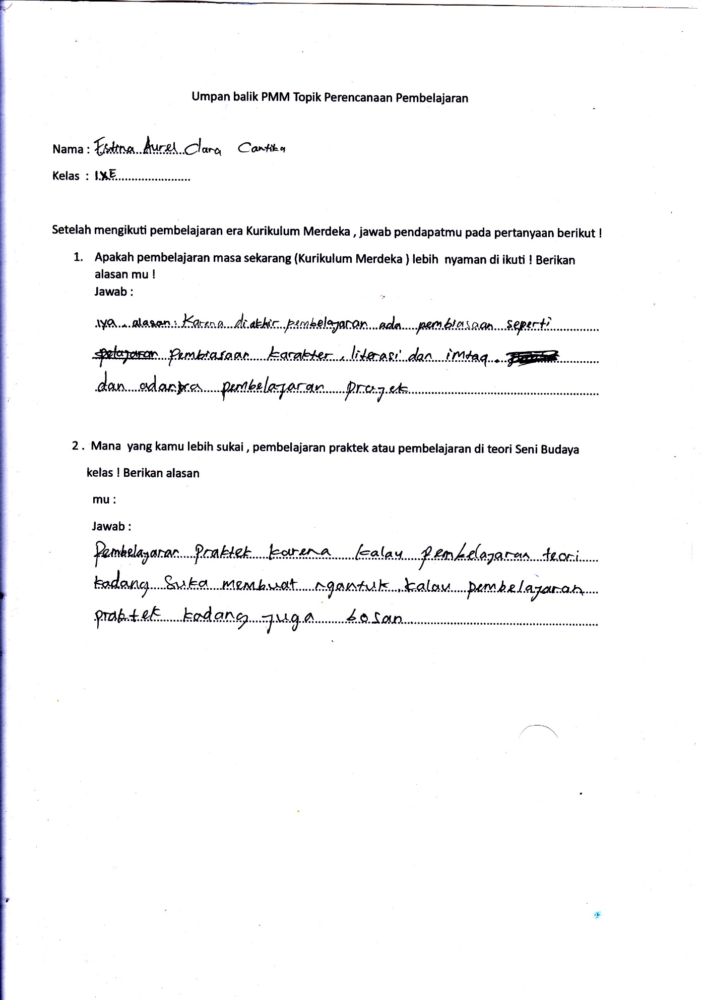 Umpan balik PMM Topik Perencanaan Pembelajaran
Nama : Estina Aurel Clara Cantika
Kelas : IXE
Setelah mengikuti pembelajaran era Kurikulum Merdeka , jawab pendapatmu pada pertanyaan berikut !
1. Apakah pembelajaran masa sekarang (Kurikulum Merdeka ) lebih nyaman di ikuti ! Berikan
alasan mu !
Jawab :
iya . alasan : Karena diakhir pembelajaran ada pembiasaan seperti
pelajaran Pembiasaan karakter, literasi dan imtaq .
dan adanya pembelajaran projek
2 . Mana yang kamu lebih sukai , pembelajaran praktek atau pembelajaran di teori Seni Budaya
kelas ! Berikan alasan
mu :
Jawab :
Pembelajaran Praktek karena kalau pembelajaran teori
kadang suka membuat ngantuk, kalau pembelajaran
praktek kadang juga bosan